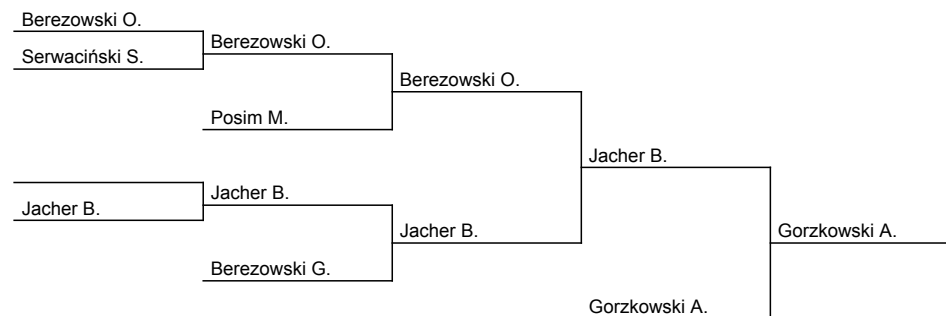 Berezowski O.
Serwaciński S.
Berezowski O.
Berezowski O.
Posim M.
Jacher B.
Jacher B.
Jacher B.
Jacher B.
Gorzkowski A.
Berezowski G.
Gorzkowski A.